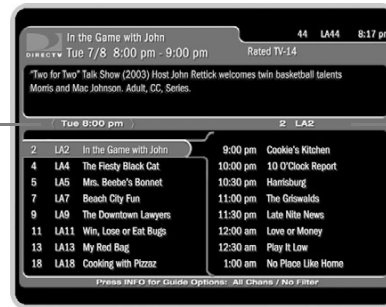 In the Game with John 44 LA44 8:17 pm
DIRECTV Tue 7/8 8:00 pm - 9:00 pm Rated TV-14
"Two for Two" Talk Show (2003) Host John Rettick welcomes twin basketball talents
Morris and Mac Johnson. Adult, CC, Series.
Tue 8:00 pm 2 LA2
2 LA2 In the Game with John 9:00 pm Cookie's Kitchen
4 LA4 The Fiesty Black Cat 10:00 pm 10 O'Clock Report
5 LA5 Mrs. Beebe's Bonnet 10:30 pm Harrisburg
7 LA7 Beach City Fun 11:00 pm The Griswalds
9 LA9 The Downtown Lawyers 11:30 pm Late Nite News
11 LA11 Win, Lose or Eat Bugs 12:00 am Love or Money
13 LA13 My Red Bag 12:30 am Play It Low
18 LA18 Cooking with Pizzaz 1:00 am No Place Like Home
Press INFO for Guide Options: All Chans / No Filter